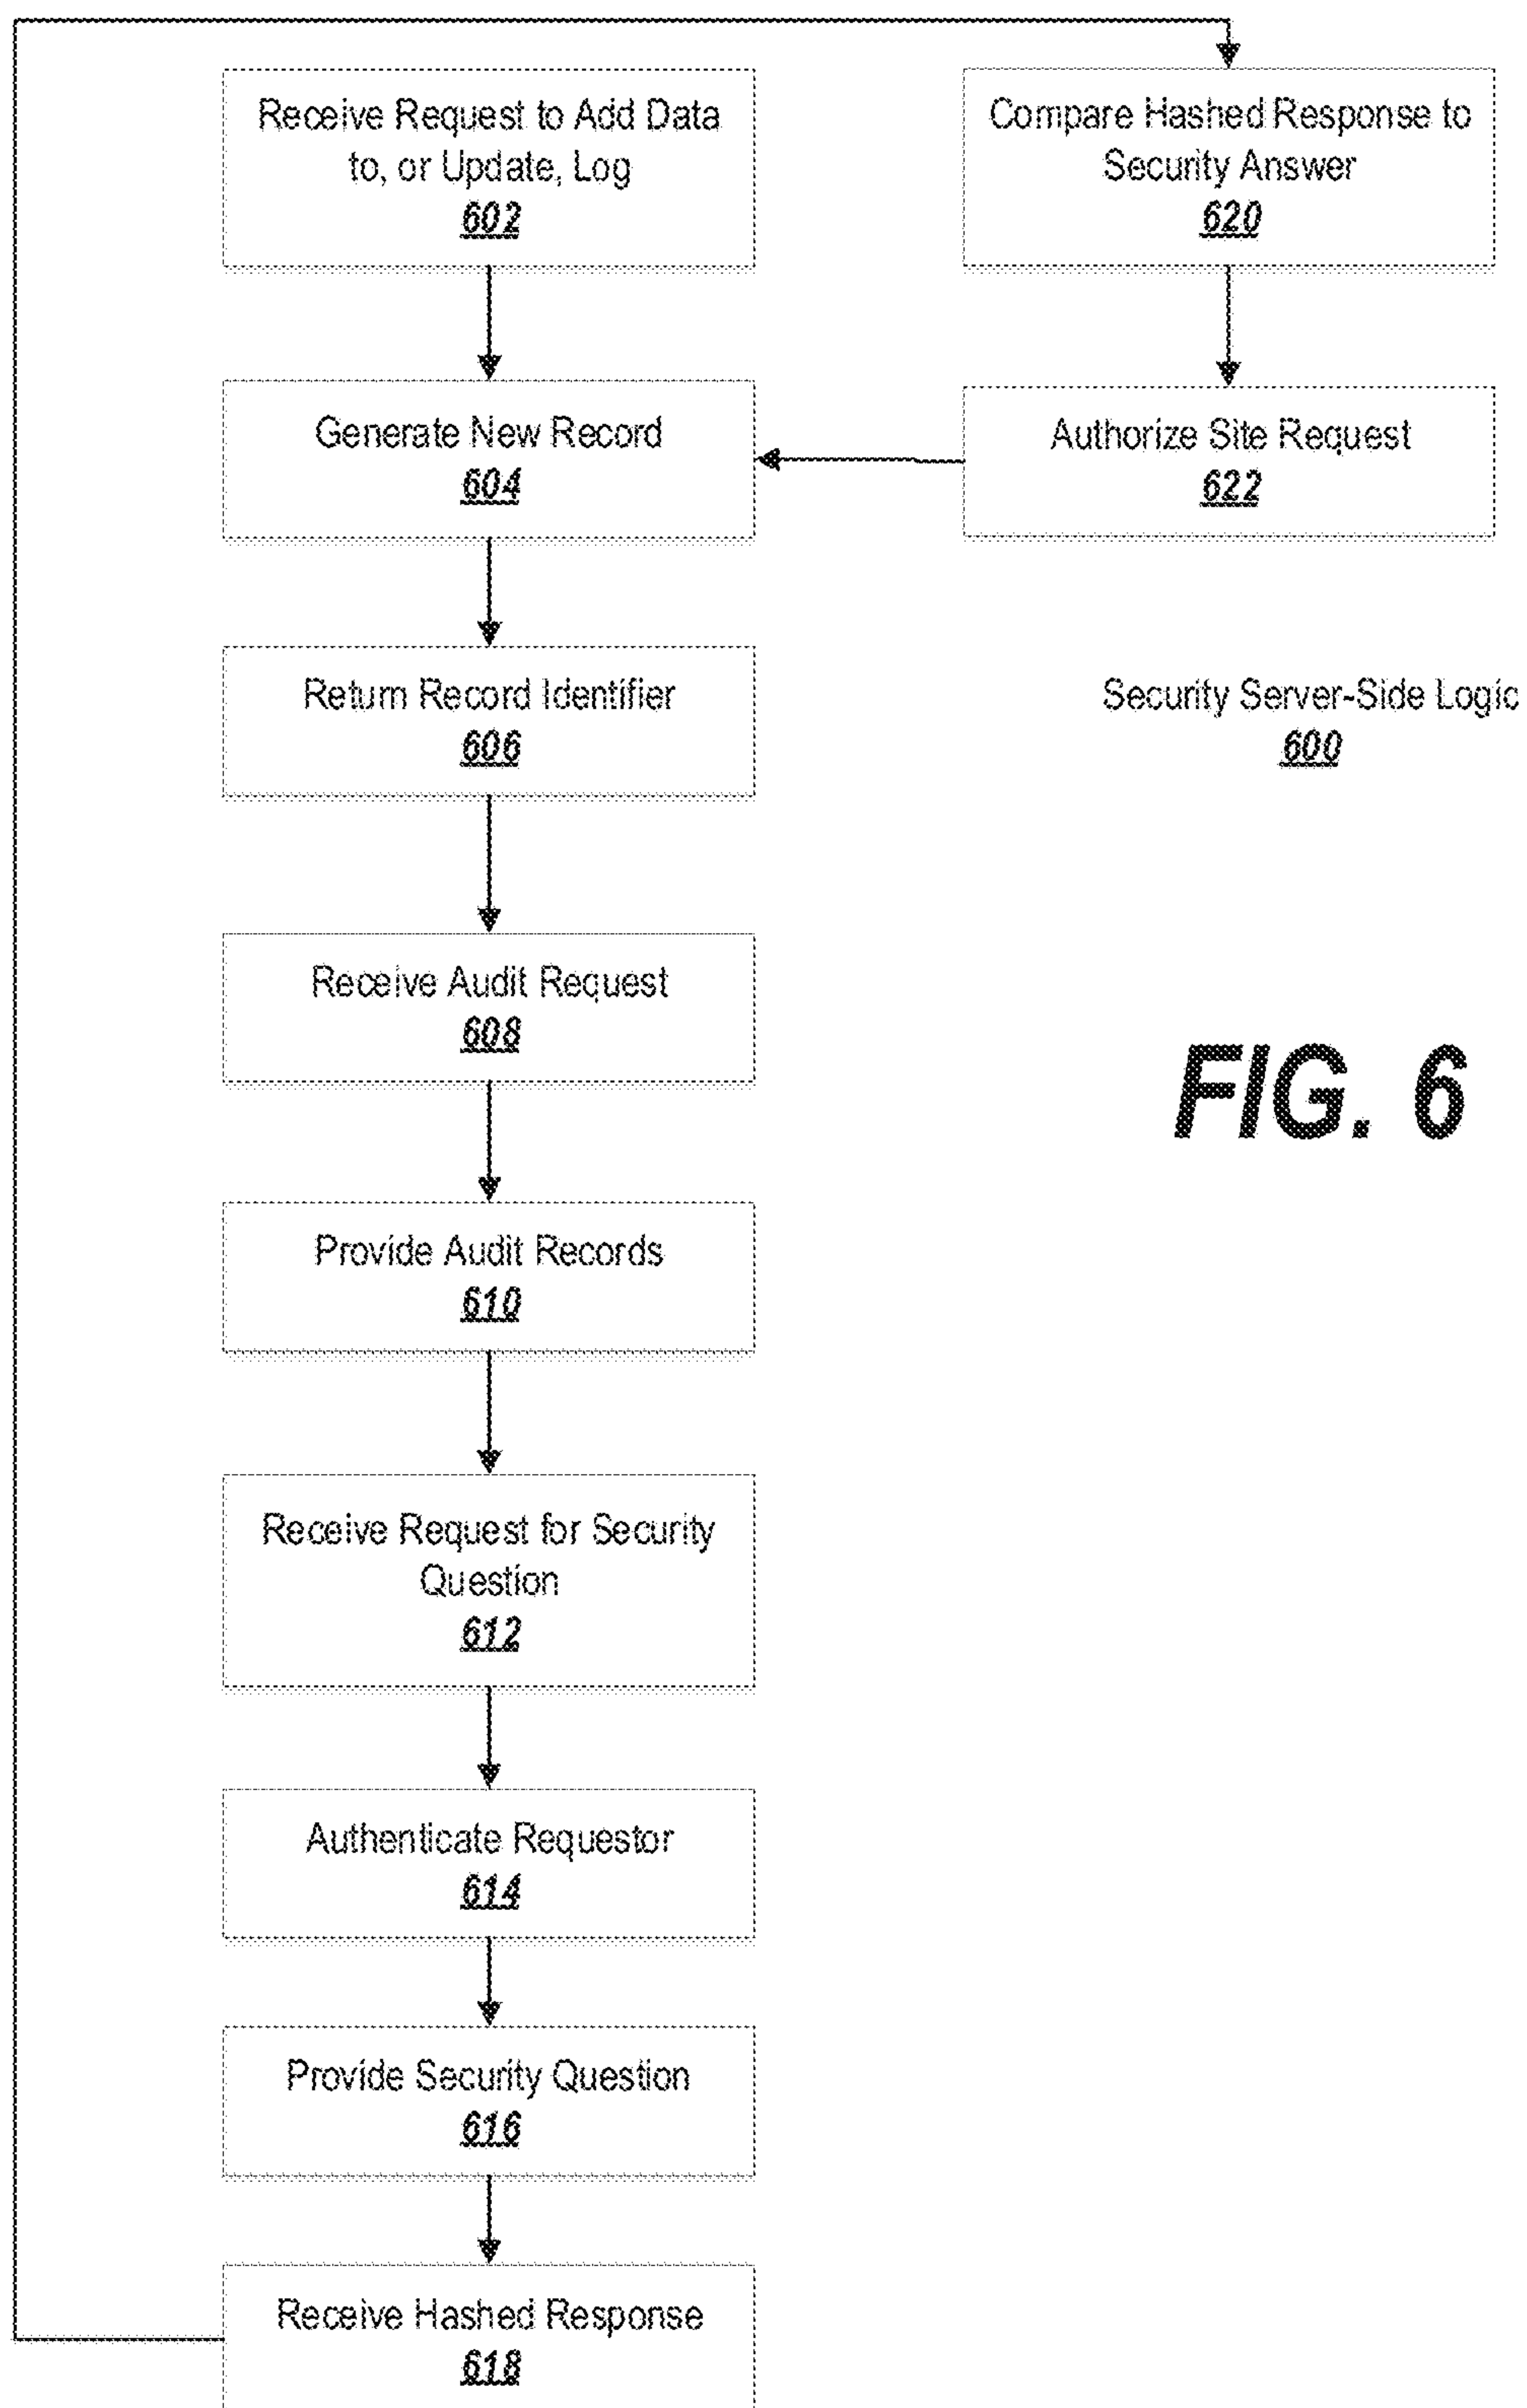 Receive Request to Add Data
to, or Update, Log
602
Generate New Record
604
Return Record Identifier
606
Receive Audit Request
608
Provide Audit Records
610
Receive Request for Security
Question
612
Authenticate Requestor
614
Provide Security Question
616
Receive Hashed Response
618
Compare Hashed Response to
Security Answer
620
Authorize Site Request
622
Security Server-Side Logic
600
FIG. 6